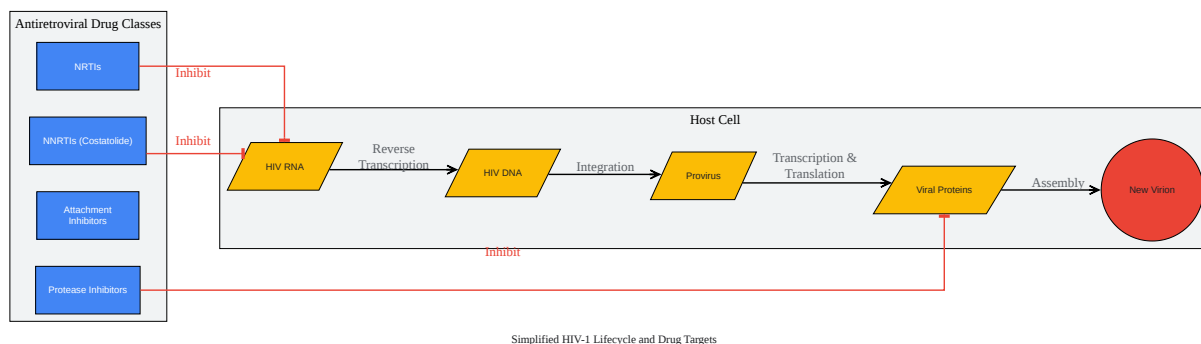 Antiretroviral Drug Classes
NRTIs
Inhibit
NNRTIs (Costatolide)
Inhibit
Attachment
Inhibitors
Protease Inhibitors
Inhibit
Host Cell
HIV RNA
Reverse
Transcription
HIV DNA
Integration
Provirus
Transcription &
Translation
Viral Proteins
Assembly
New Virion
Simplified HIV-1 Lifecycle and Drug Targets